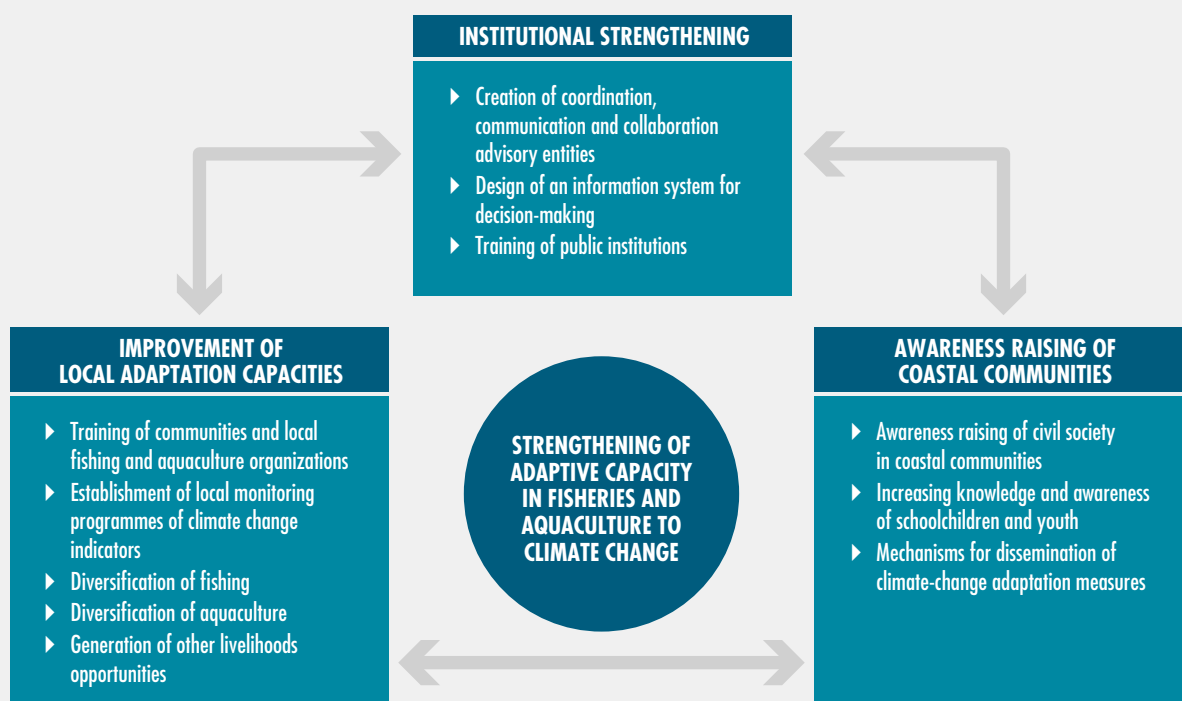 INSTITUTIONAL STRENGTHENING
Creation of coordination,
communication and collaboration
advisory entities
Design of an information system for
decision-making
Training of public institutions
IMPROVEMENT OF
LOCAL ADAPTATION CAPACITIES
Training of communities and local
fishing and aquaculture organizations
Establishment of local monitoring
programmes of climate change
indicators
Diversification of fishing
Diversification of aquaculture
Generation of other livelihoods
opportunities
STRENGTHENING OF
ADAPTIVE CAPACITY
IN FISHERIES AND
AQUACULTURE TO
CLIMATE CHANGE
AWARENESS RAISING OF
COASTAL COMMUNITIES
Awareness raising of civil society
in coastal communities
Increasing knowledge and awareness
of schoolchildren and youth
Mechanisms for dissemination of
climate-change adaptation measures